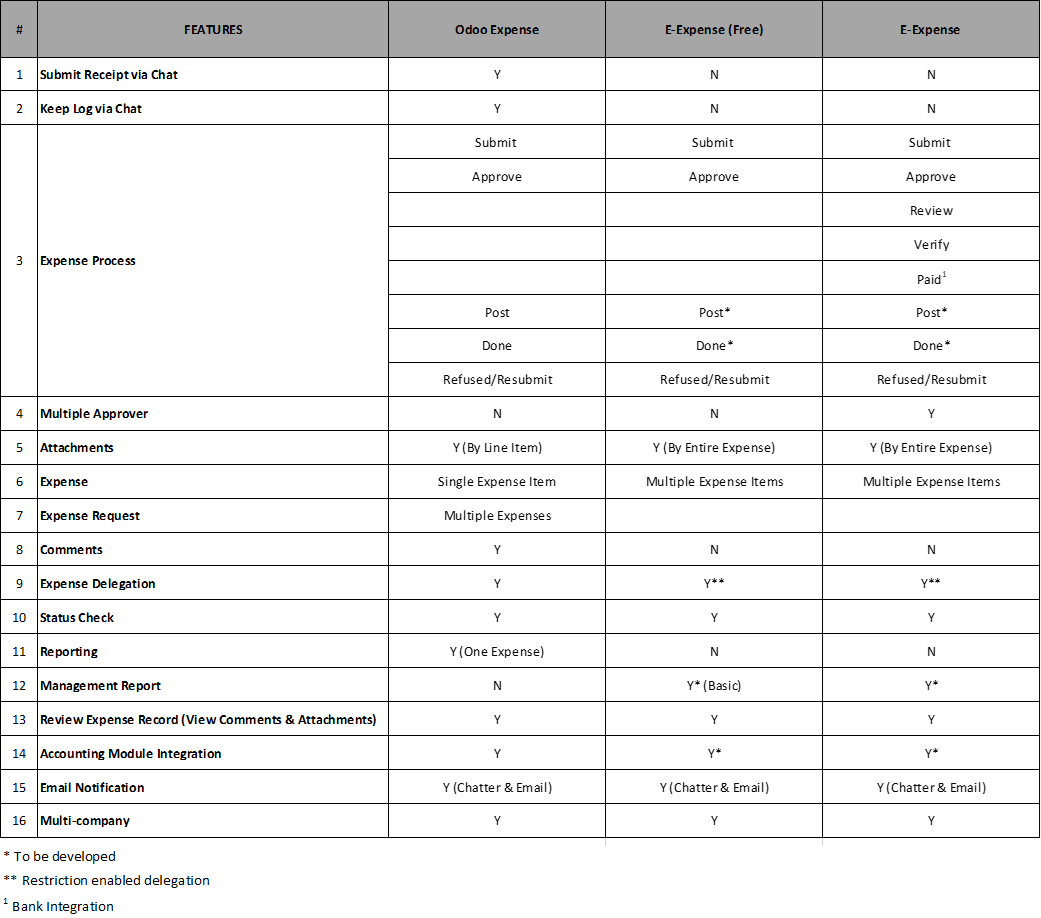 # FEATURES Odoo Expense E-Expense (Free) E-Expense
1 Submit Receipt via Chat Y N N
2 Keep Log via Chat Y N N
Submit Submit Submit
Approve Approve Approve
Review
Verify
3 Expense Process
Paid1
Post Post* Post*
Done Done* Done*
Refused/Resubmit Refused/Resubmit Refused/Resubmit
4 Multiple Approver N N Y
5 Attachments Y (By Line Item) Y (By Entire Expense) Y (By Entire Expense)
6 Expense Single Expense Item Multiple Expense Items Multiple Expense Items
7 Expense Request Multiple Expenses
8 Comments Y N N
9 Expense Delegation Y Y** Y**
10 Status Check Y Y Y
11 Reporting Y (One Expense) N N
12 Management Report N Y* (Basic) Y*
13 Review Expense Record (View Comments & Attachments) Y Y Y
14 Accounting Module Integration Y Y* Y*
15 Email Notification Y (Chatter & Email) Y (Chatter & Email) Y (Chatter & Email)
16 Multi-company Y Y Y
* To be developed
** Restriction enabled delegation
1 Bank Integration